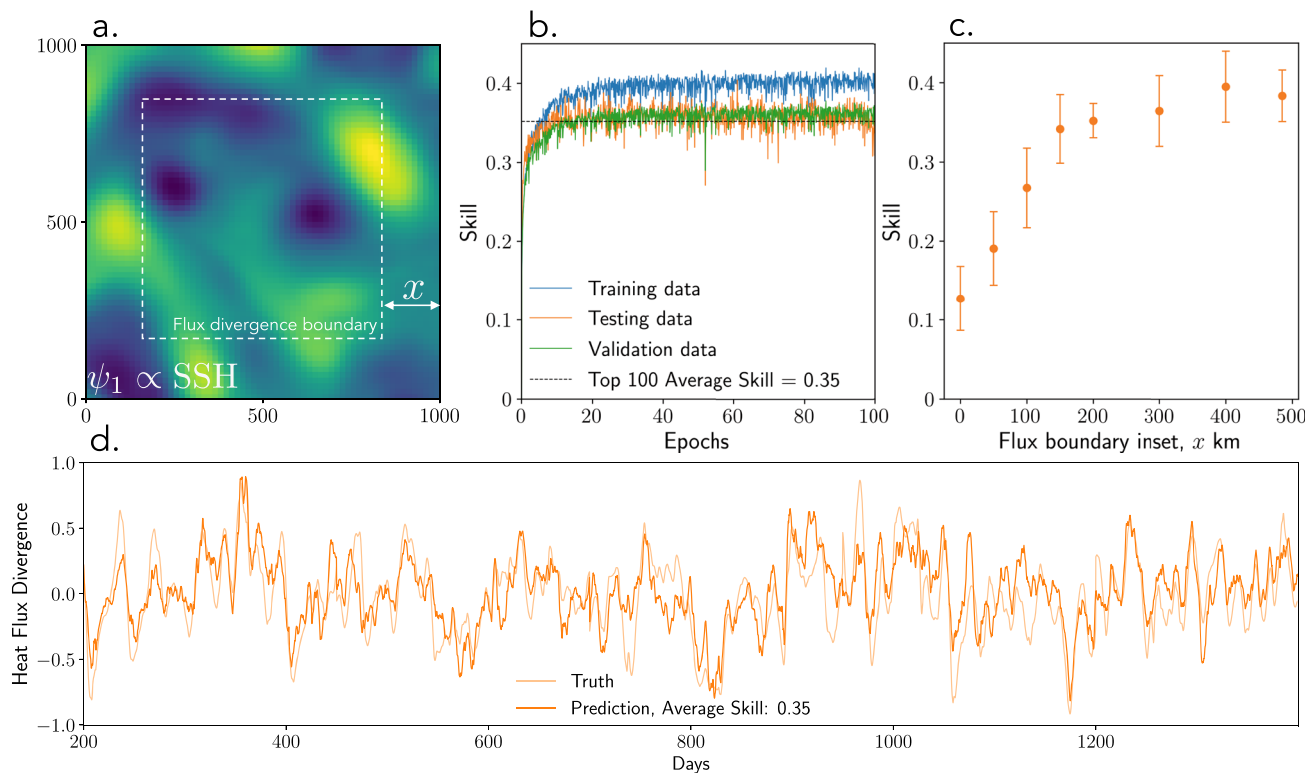 a.
1000
500
0
0
500
1000
x
Flux divergence boundary
ψ₁ ∝ SSH
b.
0.4
0.3
0.2
0.1
0
Skill
0
20
40
60
80
100
Epochs
Training data
Testing data
Validation data
Top 100 Average Skill = 0.35
c.
0.4
0.3
0.2
0.1
0
Skill
0
100
200
300
400
500
Flux boundary inset, x km
d.
1.0
0.5
0.0
−0.5
−1.0
Heat Flux Divergence
Truth
Prediction, Average Skill: 0.35
200
400
600
800
1000
1200
Days